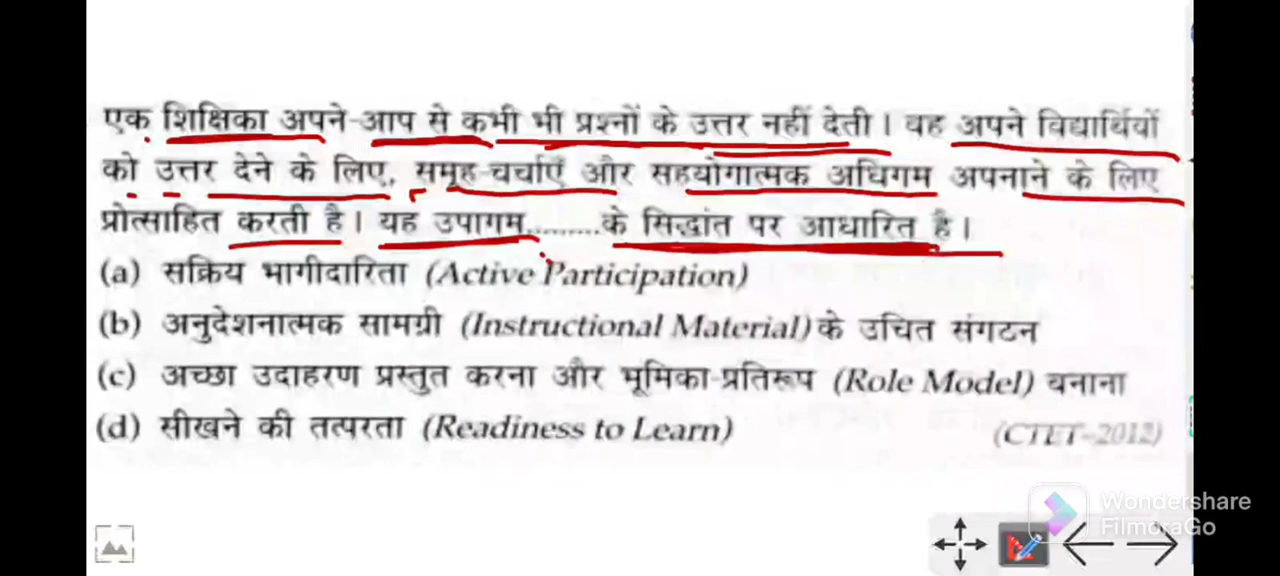 एक शिक्षिका अपने-आप से कभी भी प्रश्नों के उत्तर नहीं देती। वह अपने विद्यार्थियों
को उत्तर देने के लिए, समूह-चर्चाएँ और सहयोगात्मक अधिगम अपनाने के लिए
प्रोत्साहित करती है। यह उपागम.........के सिद्धांत पर आधारित है।
(a) सक्रिय भागीदारिता (Active Participation)
(b) अनुदेशनात्मक सामग्री (Instructional Material) के उचित संगठन
(c) अच्छा उदाहरण प्रस्तुत करना और भूमिका-प्रतिरूप (Role Model) बनाना
(d) सीखने की तत्परता (Readiness to Learn) (CTET-2012)
Wondershare
FilmoraGo